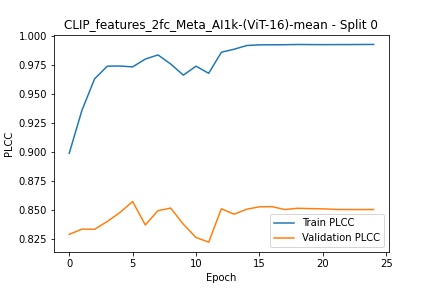 CLIP_features_2fc_Meta_AI1k-(ViT-16)-mean - Split 0
1.000
0.975
0.950
0.925
0.900
0.875
0.850
0.825
PLCC
Train PLCC
Validation PLCC
0 5 10 15 20 25
Epoch